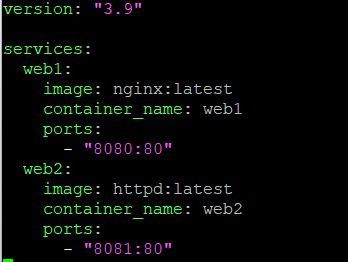 version: "3.9"

services:
  web1:
    image: nginx:latest
    container_name: web1
    ports:
      - "8080:80"
  web2:
    image: httpd:latest
    container_name: web2
    ports:
      - "8081:80"